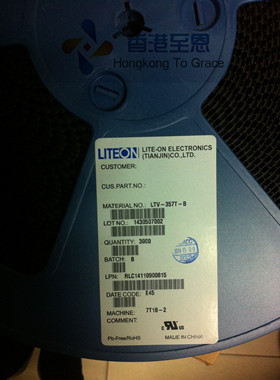 香港至恩
Hongkong To Grace
LITEON
LITE-ON ELECTRONICS
(TIANJIN)CO.,LTD.
CUSTOMER:
CUS.PART.NO.:
MATERIAL NO.: LTV-357T-B
LOT NO.: 1430507002
QUANTITY: 3000
BATCH: B
LPN: RLC14110900815
DATE CODE: E45
MACHINE: 7T18-2
COMMENT:
Pb-Free/RoHS
MADE IN CHINA